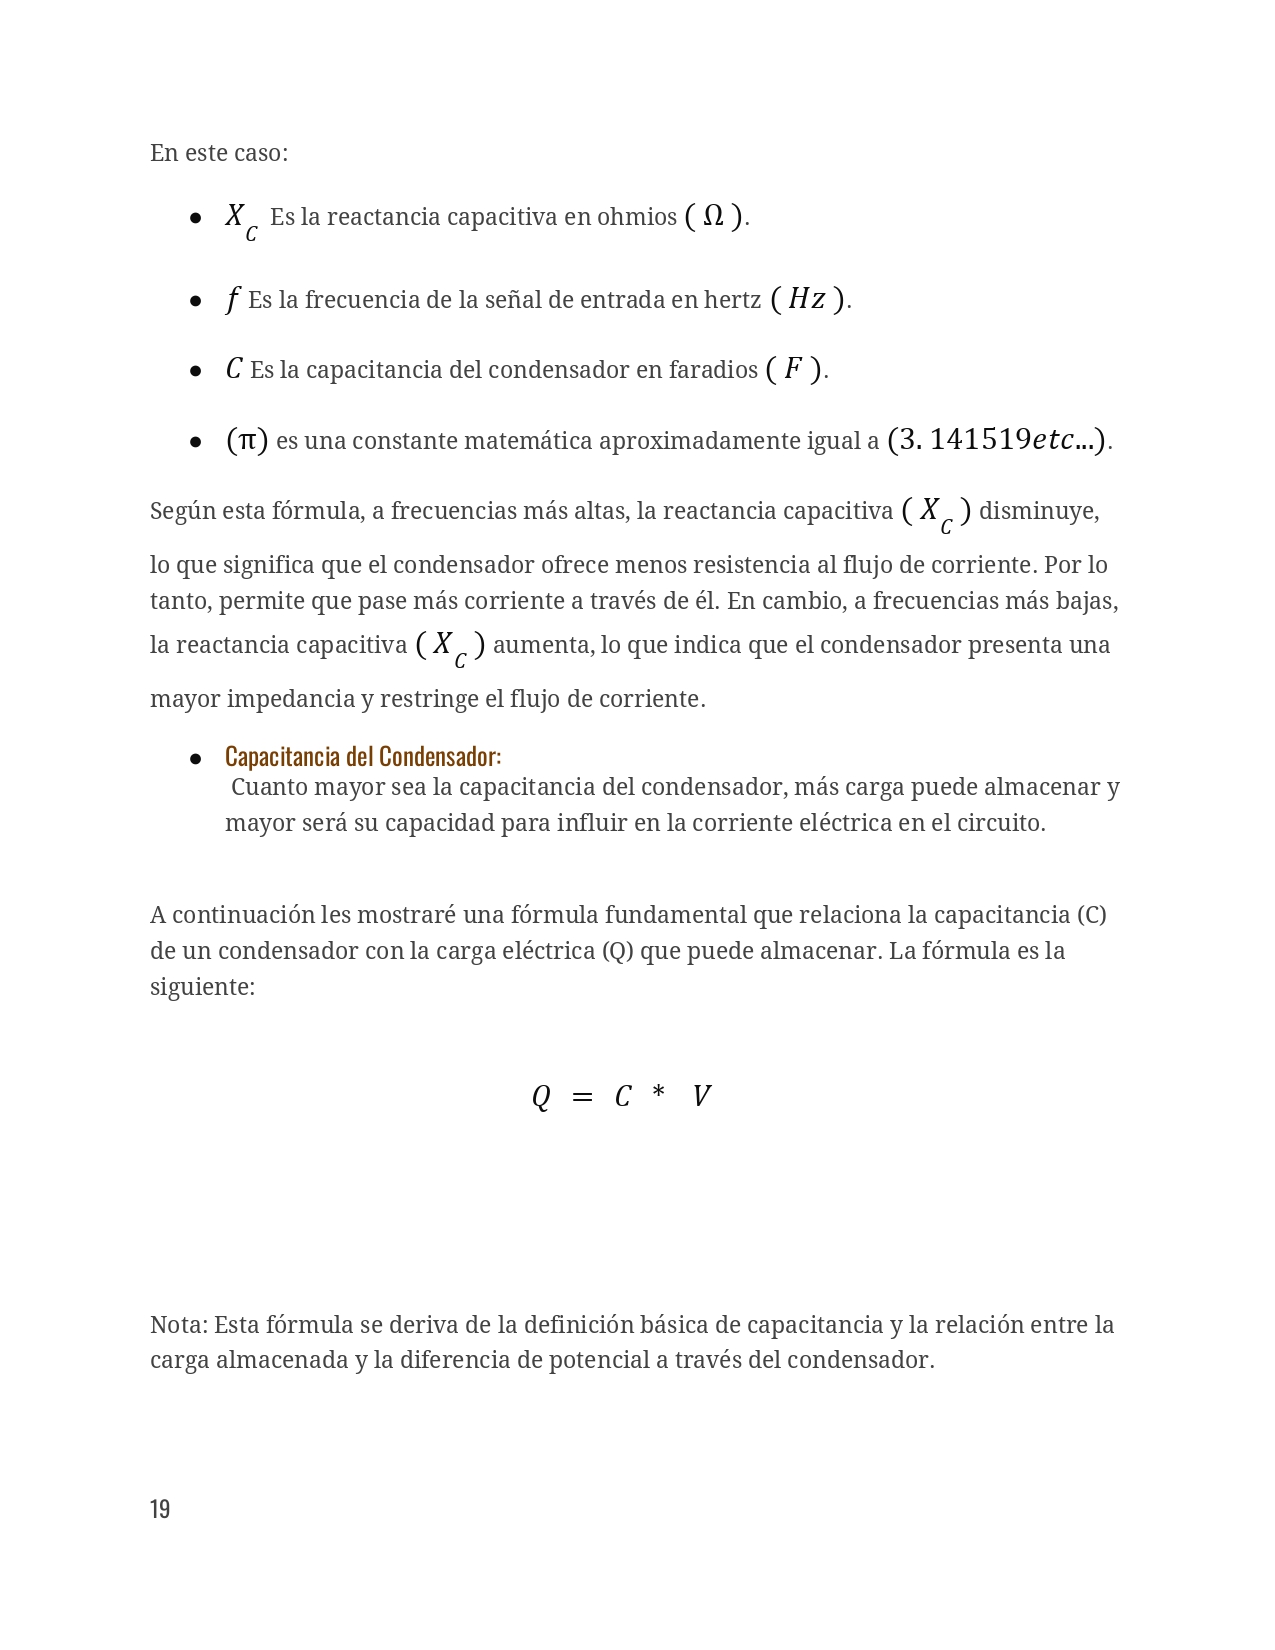 En este caso:
● X_C Es la reactancia capacitiva en ohmios ( Ω ).
● f Es la frecuencia de la señal de entrada en hertz ( Hz ).
● C Es la capacitancia del condensador en faradios ( F ).
● (π) es una constante matemática aproximadamente igual a (3. 141519etc...).
Según esta fórmula, a frecuencias más altas, la reactancia capacitiva ( X_C ) disminuye,
lo que significa que el condensador ofrece menos resistencia al flujo de corriente. Por lo
tanto, permite que pase más corriente a través de él. En cambio, a frecuencias más bajas,
la reactancia capacitiva ( X_C ) aumenta, lo que indica que el condensador presenta una
mayor impedancia y restringe el flujo de corriente.
● Capacitancia del Condensador:
Cuanto mayor sea la capacitancia del condensador, más carga puede almacenar y
mayor será su capacidad para influir en la corriente eléctrica en el circuito.
A continuación les mostraré una fórmula fundamental que relaciona la capacitancia (C)
de un condensador con la carga eléctrica (Q) que puede almacenar. La fórmula es la
siguiente:
Q = C * V
Nota: Esta fórmula se deriva de la definición básica de capacitancia y la relación entre la
carga almacenada y la diferencia de potencial a través del condensador.
19